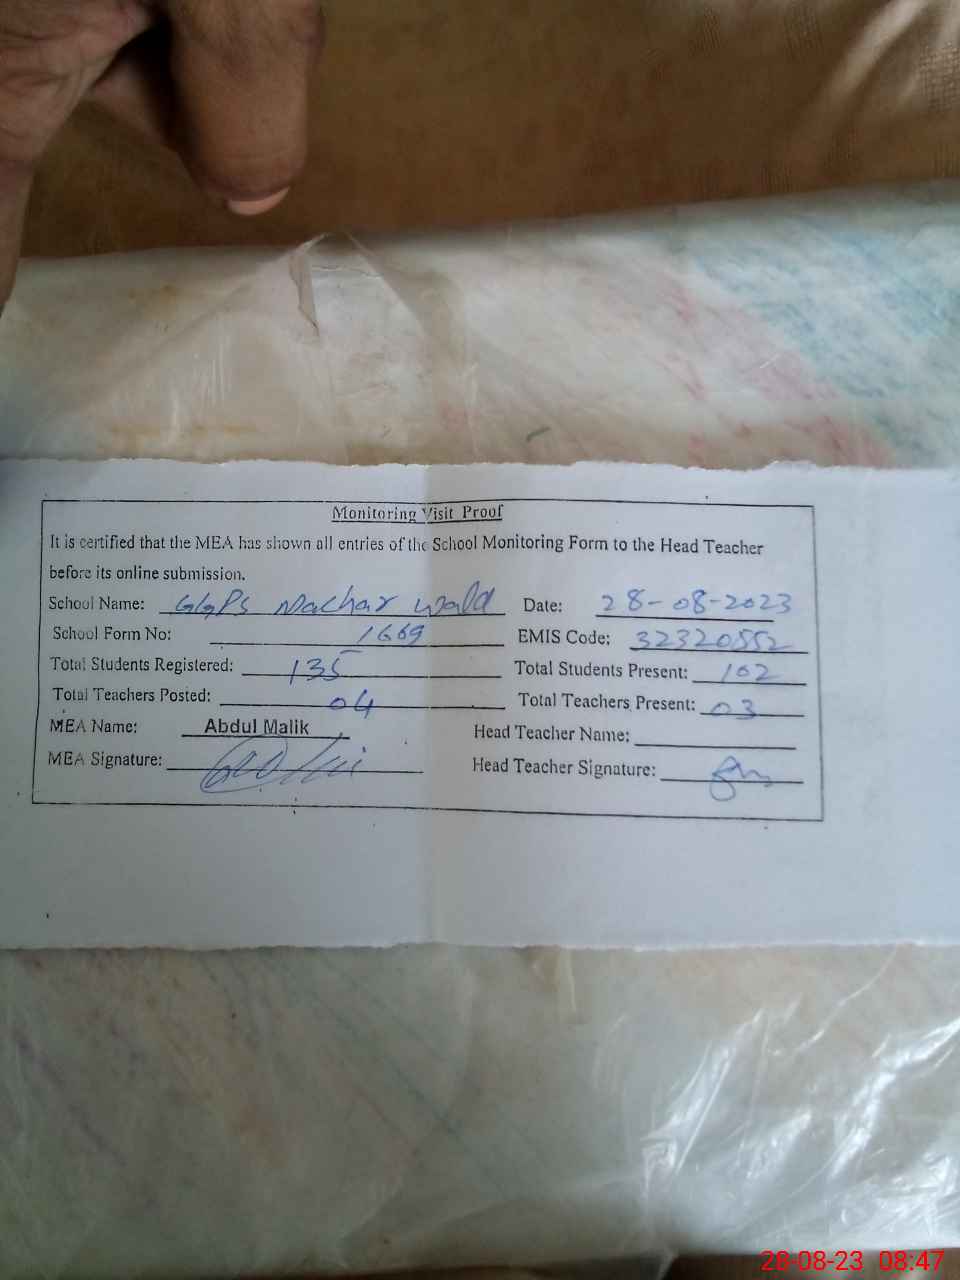 Monitoring Visit Proof
It is certified that the MEA has shown all entries of the School Monitoring Form to the Head Teacher
before its online submission.
School Name: GGPS Machar Wala Date: 28-08-2023
School Form No: 1669 EMIS Code: 32320552
Total Students Registered: 135 Total Students Present: 102
Total Teachers Posted: 04 Total Teachers Present: 03
MEA Name: Abdul Malik Head Teacher Name:
MEA Signature: Head Teacher Signature:
28-08-23 08:47